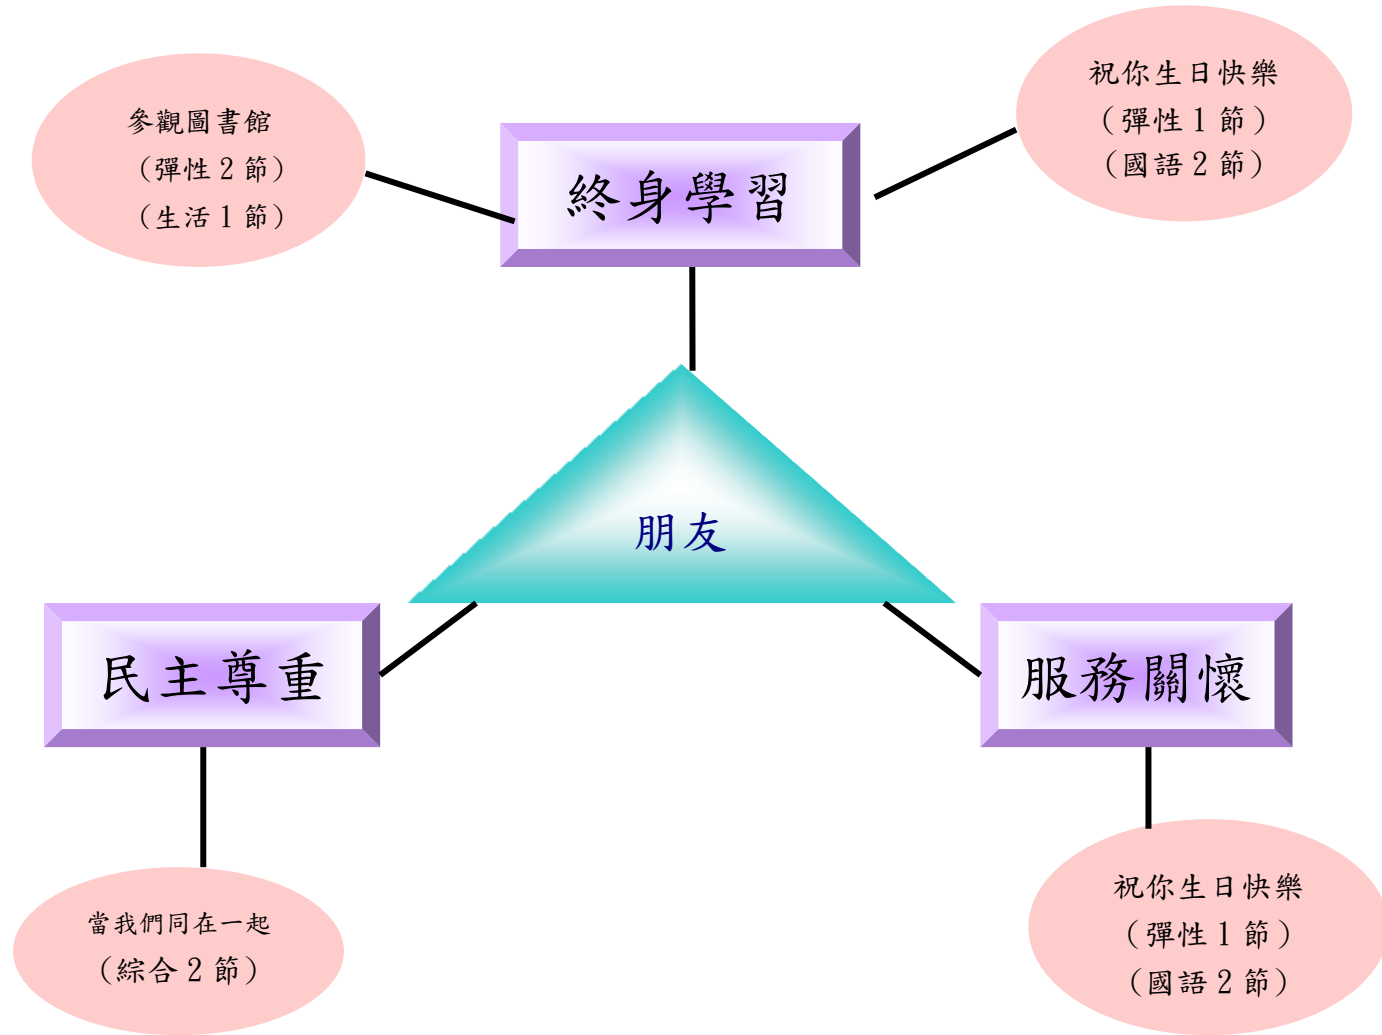 參觀圖書館
（彈性 2 節）
（生活 1 節）
終身學習
祝你生日快樂
（彈性 1 節）
（國語 2 節）
朋友
民主尊重
服務關懷
當我們同在一起
（綜合 2 節）
祝你生日快樂
（彈性 1 節）
（國語 2 節）